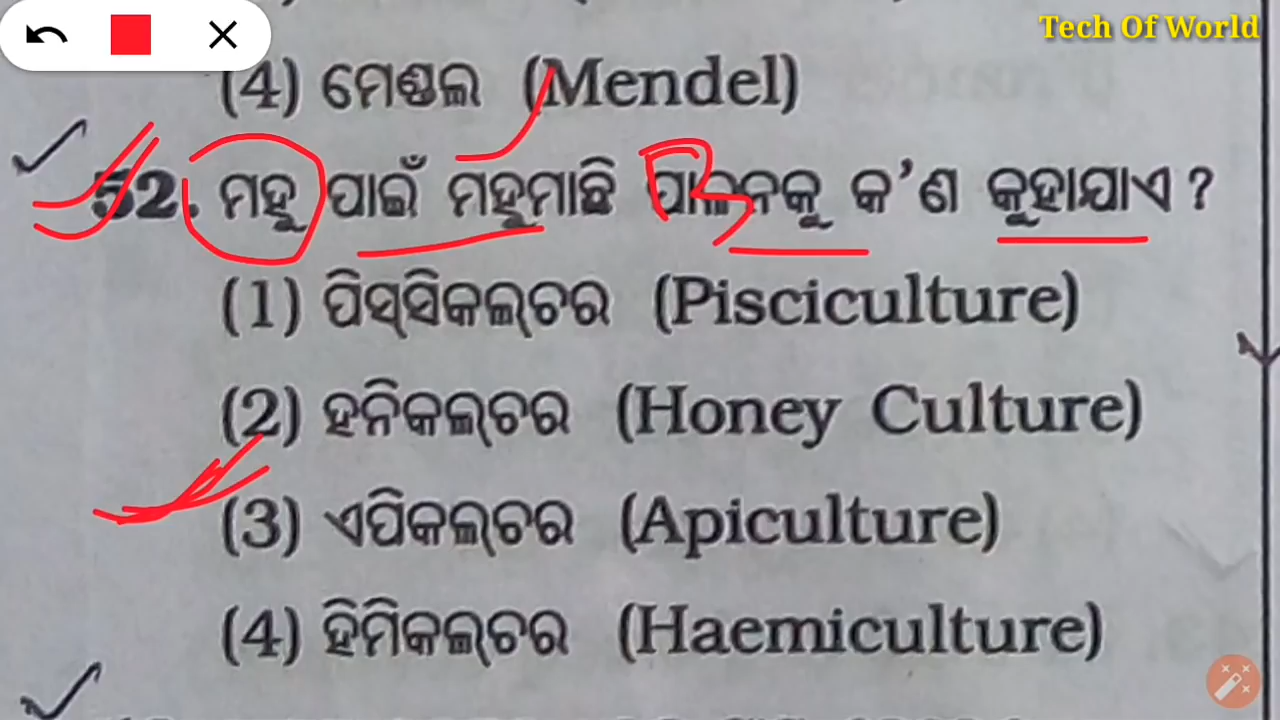 Tech Of World
(4) ମେଣ୍ଡଲ (Mendel)
52. ମହୁ ପାଇଁ ମହୁମାଛି ପାଳନକୁ କ'ଣ କୁହାଯାଏ ?
(1) ପିସ୍‌ସିକଲ୍‌ଚର (Pisciculture)
(2) ହନିକଲ୍‌ଚର (Honey Culture)
(3) ଏପିକଲ୍‌ଚର (Apiculture)
(4) ହିମିକଲ୍‌ଚର (Haemiculture)